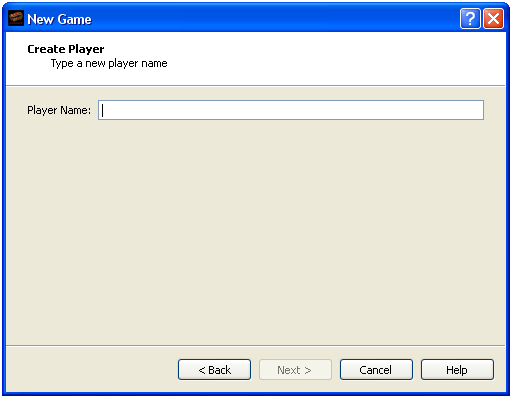 New Game
Create Player
Type a new player name
Player Name:
< Back Next > Cancel Help